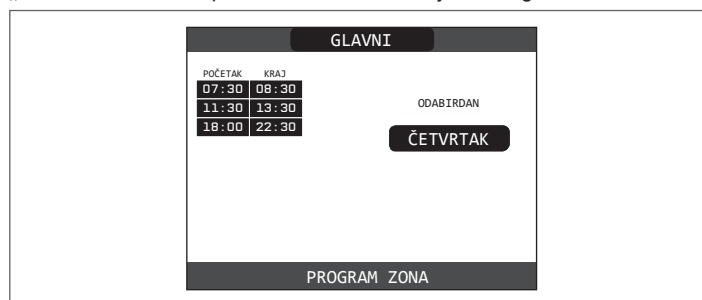 GLAVNI
POČETAK KRAJ
07:30 08:30
11:30 13:30
18:00 22:30
ODABIRDAN
ČETVRTAK
PROGRAM ZONA